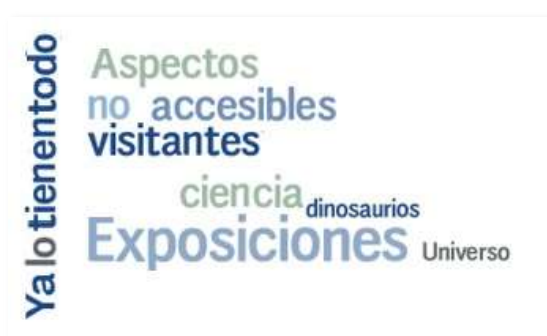 Ya lo tienen todo
Aspectos
no accesibles
visitantes
ciencia dinosaurios
Exposiciones Universo